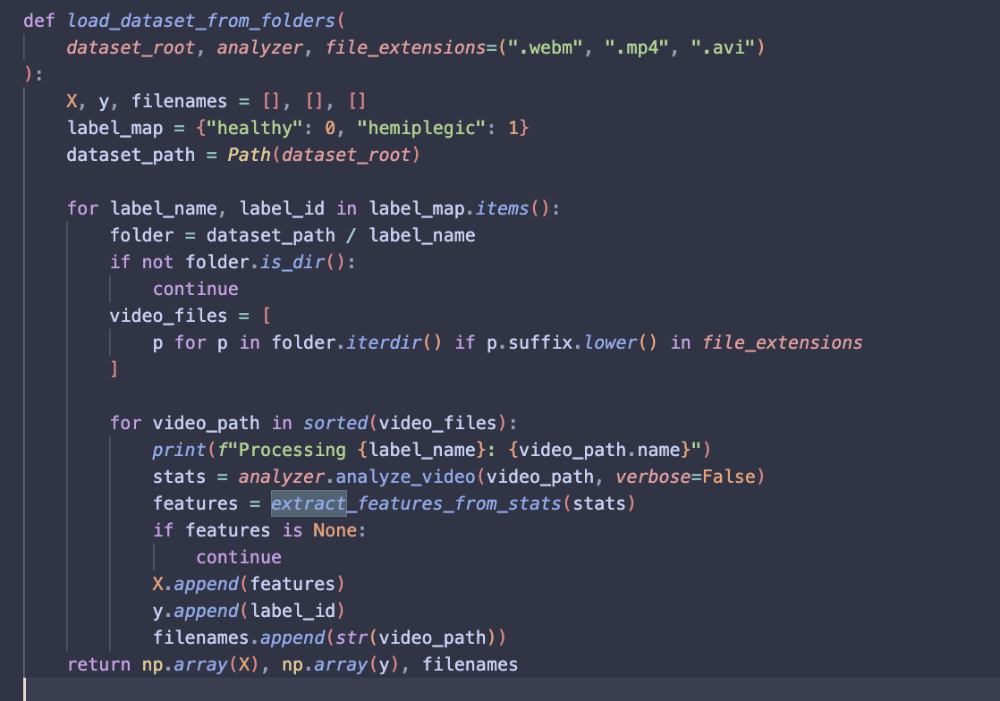 def load_dataset_from_folders(
    dataset_root, analyzer, file_extensions=(".webm", ".mp4", ".avi")
):
    X, y, filenames = [], [], []
    label_map = {"healthy": 0, "hemiplegic": 1}
    dataset_path = Path(dataset_root)

    for label_name, label_id in label_map.items():
        folder = dataset_path / label_name
        if not folder.is_dir():
            continue
        video_files = [
            p for p in folder.iterdir() if p.suffix.lower() in file_extensions
        ]

        for video_path in sorted(video_files):
            print(f"Processing {label_name}: {video_path.name}")
            stats = analyzer.analyze_video(video_path, verbose=False)
            features = extract_features_from_stats(stats)
            if features is None:
                continue
            X.append(features)
            y.append(label_id)
            filenames.append(str(video_path))
    return np.array(X), np.array(y), filenames